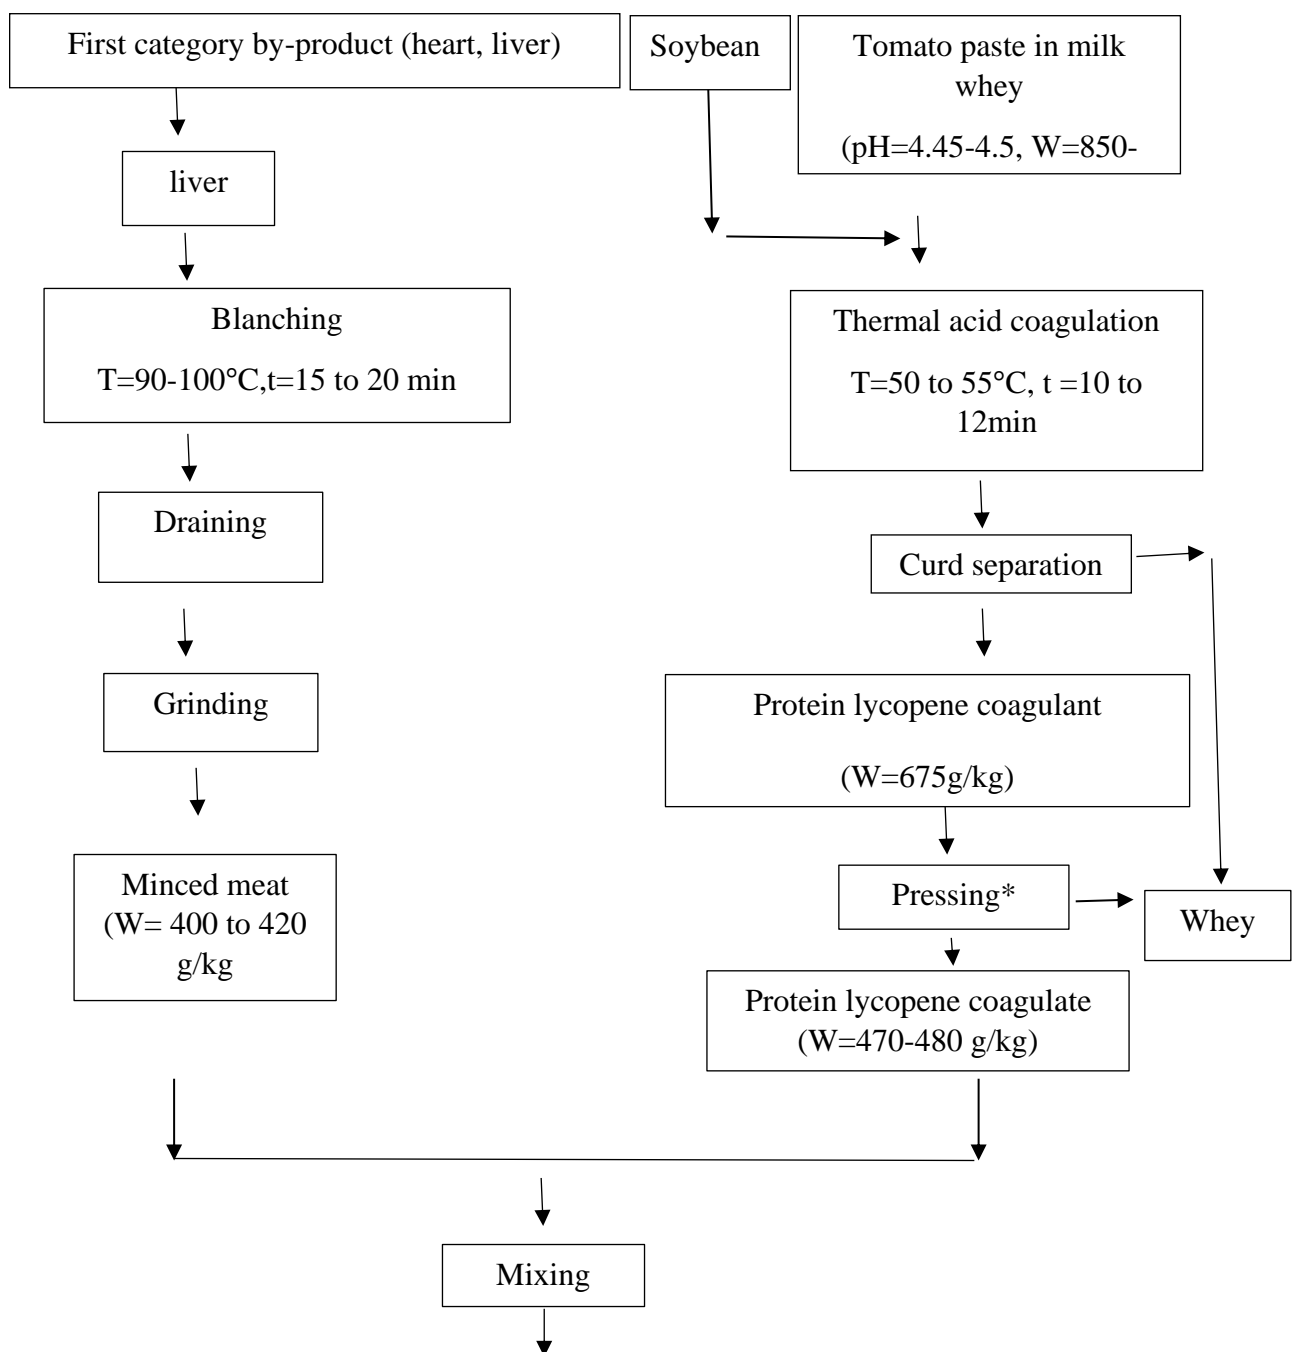 First category by-product (heart, liver)
Soybean
Tomato paste in milk
whey
(pH=4.45-4.5, W=850-
liver
Blanching
T=90-100°C,t=15 to 20 min
Thermal acid coagulation
T=50 to 55°C, t =10 to
12min
Draining
Curd separation
Grinding
Protein lycopene coagulant
(W=675g/kg)
Minced meat
(W= 400 to 420
g/kg
Pressing*
Whey
Protein lycopene coagulate
(W=470-480 g/kg)
Mixing